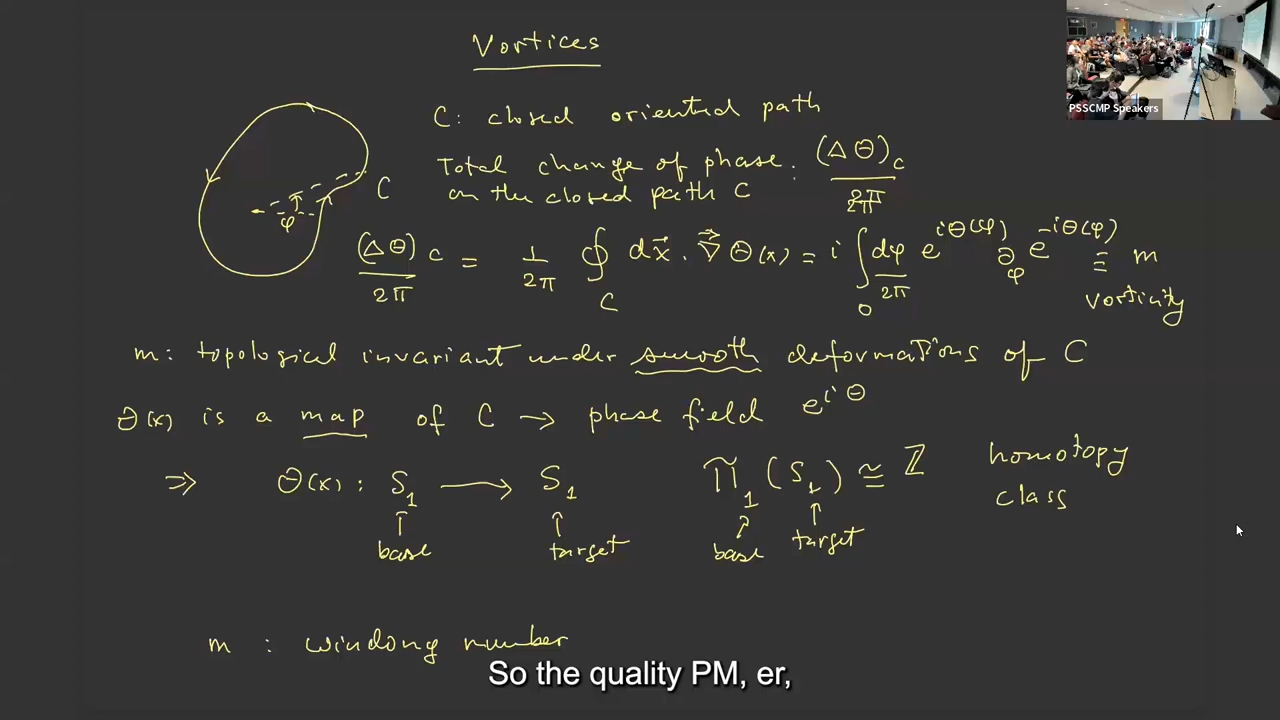 Vortices
PSSCMP Speakers
C: closed oriented path
Total change of phase : (ΔΘ)_C / 2π
on the closed path C
2π
C
φ
(ΔΘ)_C / 2π = 1/2π ∮_C dx⃗ · ∇⃗ Θ(x) = i ∫_0 dφ/2π e^{iΘ(φ)} ∂_φ e^{-iΘ(φ)} ≡ m
vorticity
m: topological invariant under smooth deformations of C
Θ(x) is a map of C → phase field e^{iΘ}
⇒ Θ(x): S_1 → S_1 Π_1 (S_1) ≅ ℤ homotopy
class
↑ ↑ ↑ ↑
base target base target
m : windong number
So the quality PM, er,